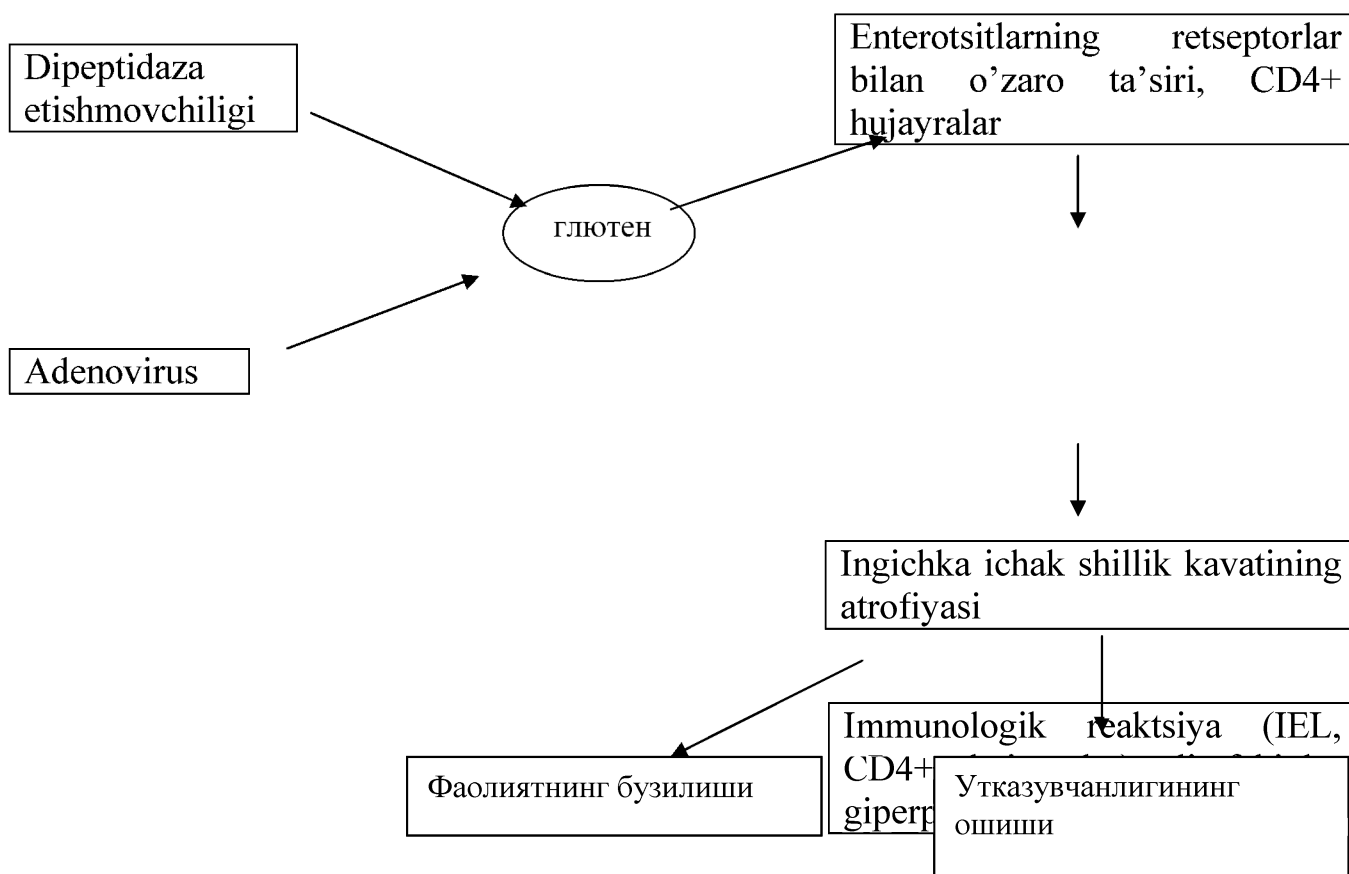 Dipeptidaza
etishmovchiligi
Enterotsitlarning retseptorlar
bilan o’zaro ta’siri, CD4+
hujayralar
глютен
Adenovirus
Ingichka ichak shillik kavatining
atrofiyasi
Immunologik reaktsiya (IEL,
CD4+
Фаолиятнинг бузилиши
Утказувчанлигининг
ошиши